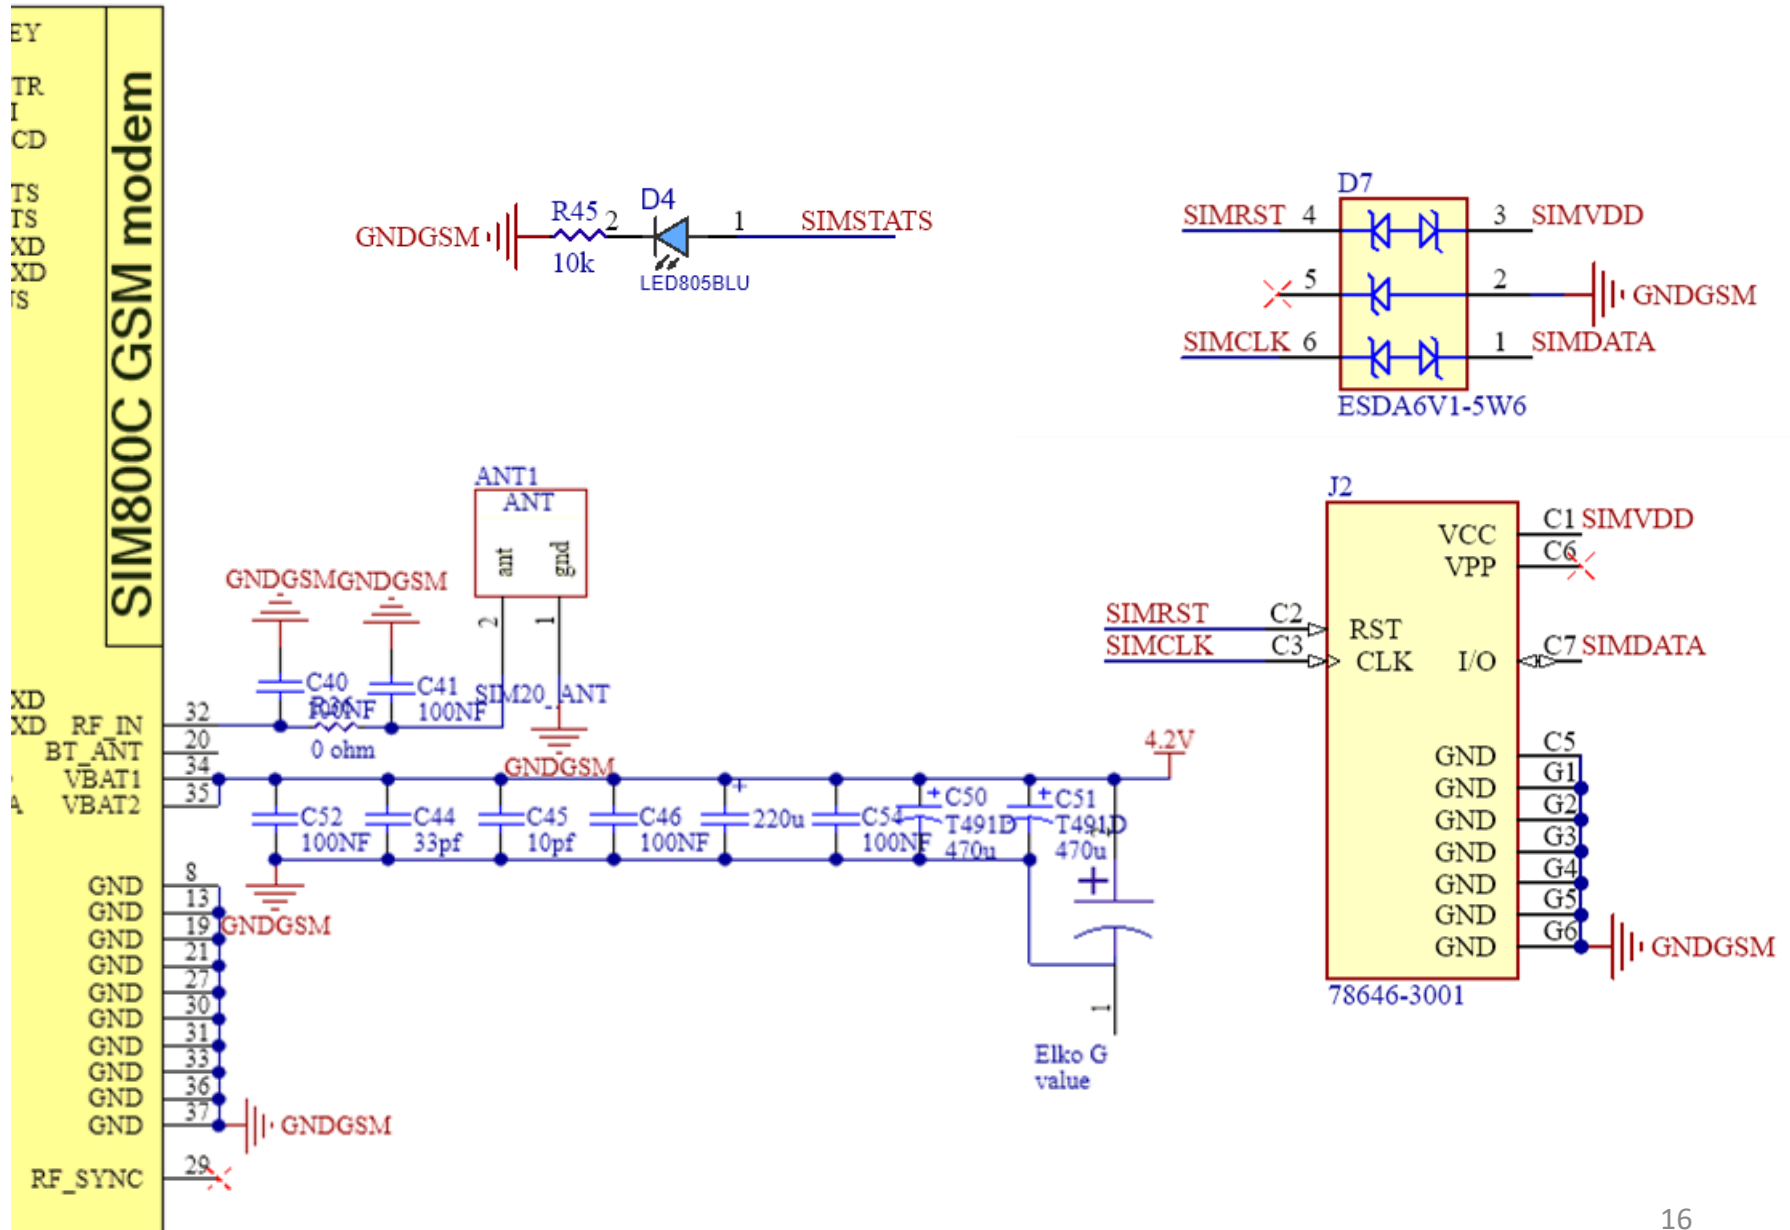 EY
TR
I
CD
TS
TS
XD
XD
TS
SIM800C GSM modem
GNDGSM
R45
10k
2
D4
LED805BLU
1
SIMSTATS
D7
SIMRST 4
3 SIMVDD
5
2
GNDGSM
SIMCLK 6
1 SIMDATA
ESDA6V1-5W6
ANT1
ANT
ant
gnd
2
1
GNDGSM
GNDGSM
C40
100NF
R36
0 ohm
C41
100NF
SIM20_ANT
GNDGSM
XD
XD
RF_IN 32
BT_ANT 20
VBAT1 34
A
VBAT2 35
4.2V
C52
100NF
C44
33pf
C45
10pf
C46
100NF
220u
C54
100NF
C50
T491D
470u
C51
T491D
470u
+
1
Elko G
value
GNDGSM
GND 8
GND 13
GND 19
GND 21
GND 27
GND 30
GND 31
GND 33
GND 36
GND 37
GNDGSM
RF_SYNC 29
J2
VCC C1 SIMVDD
VPP C6
SIMRST C2 RST
SIMCLK C3 CLK
I/O C7 SIMDATA
GND C5
GND G1
GND G2
GND G3
GND G4
GND G5
GND G6
GNDGSM
78646-3001
16